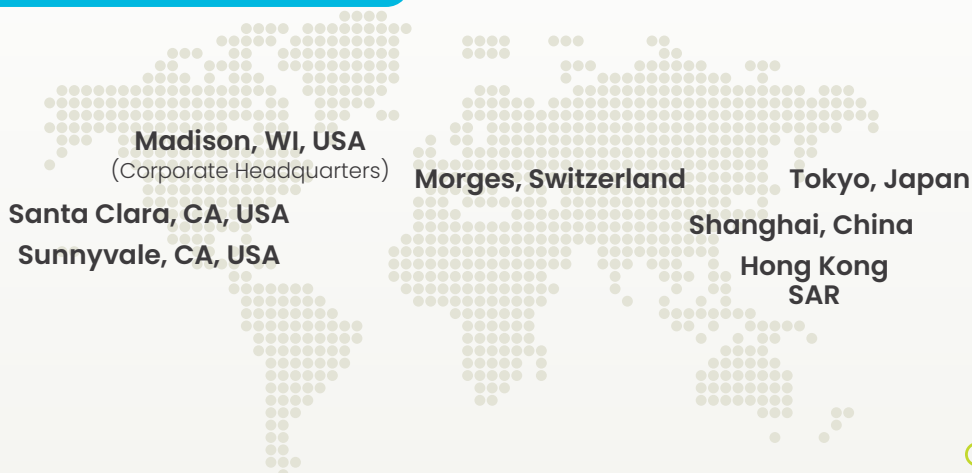 Madison, WI, USA
(Corporate Headquarters)
Santa Clara, CA, USA
Sunnyvale, CA, USA
Morges, Switzerland
Tokyo, Japan
Shanghai, China
Hong Kong
SAR